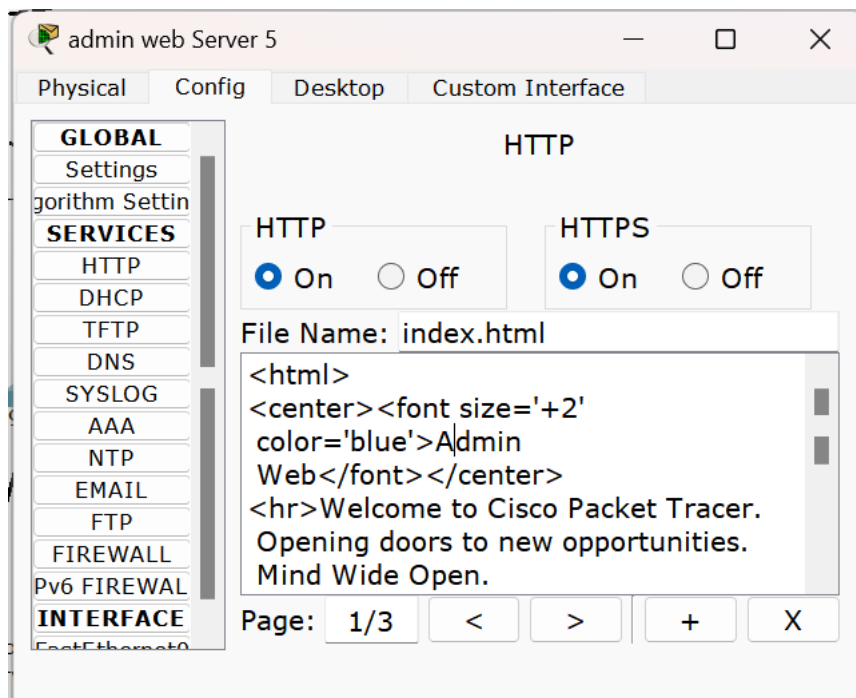 admin web Server 5
Physical
Config
Desktop
Custom Interface
GLOBAL
Settings
gorithm Settin
SERVICES
HTTP
DHCP
TFTP
DNS
SYSLOG
AAA
NTP
EMAIL
FTP
FIREWALL
Pv6 FIREWAL
INTERFACE
FastEthernet0
HTTP
HTTP
On
Off
HTTPS
On
Off
File Name: index.html
<html>
<center><font size='+2'
color='blue'>Admin
Web</font></center>
<hr>Welcome to Cisco Packet Tracer.
Opening doors to new opportunities.
Mind Wide Open.
Page: 1/3 < > + X